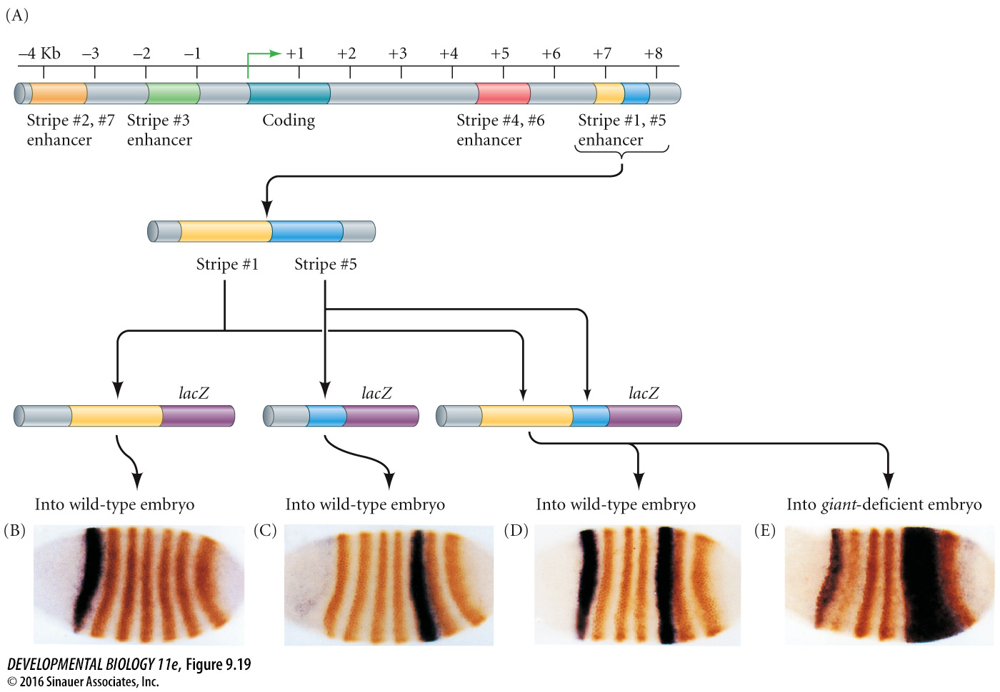 (A)
–4 Kb –3 –2 –1 +1 +2 +3 +4 +5 +6 +7 +8
Stripe #2, #7 enhancer
Stripe #3 enhancer
Coding
Stripe #4, #6 enhancer
Stripe #1, #5 enhancer
Stripe #1 Stripe #5
lacZ lacZ lacZ
Into wild-type embryo Into wild-type embryo Into wild-type embryo Into giant-deficient embryo
(B) (C) (D) (E)
DEVELOPMENTAL BIOLOGY 11e, Figure 9.19
© 2016 Sinauer Associates, Inc.